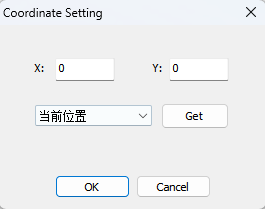 Coordinate Setting
X: 0 Y: 0
当前位置 Get
OK Cancel